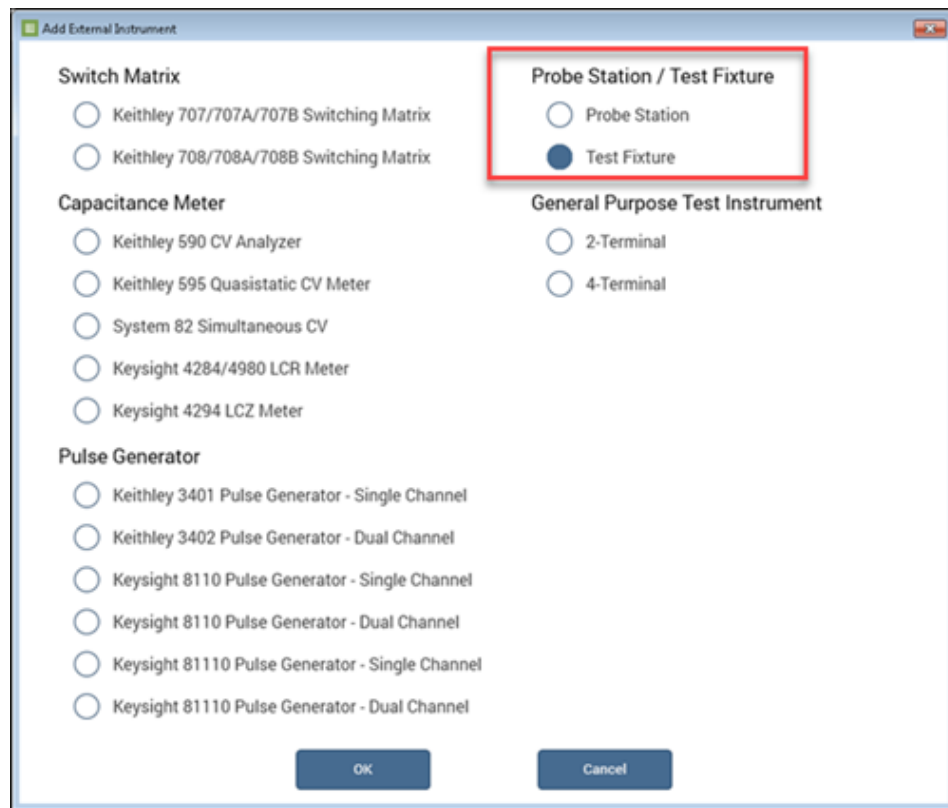 Add External Instrument
Switch Matrix
Keithley 707/707A/707B Switching Matrix
Keithley 708/708A/708B Switching Matrix
Capacitance Meter
Keithley 590 CV Analyzer
Keithley 595 Quasistatic CV Meter
System 82 Simultaneous CV
Keysight 4284/4980 LCR Meter
Keysight 4294 LCZ Meter
Pulse Generator
Keithley 3401 Pulse Generator - Single Channel
Keithley 3402 Pulse Generator - Dual Channel
Keysight 8110 Pulse Generator - Single Channel
Keysight 8110 Pulse Generator - Dual Channel
Keysight 81110 Pulse Generator - Single Channel
Keysight 81110 Pulse Generator - Dual Channel
Probe Station / Test Fixture
Probe Station
Test Fixture
General Purpose Test Instrument
2-Terminal
4-Terminal
OK
Cancel